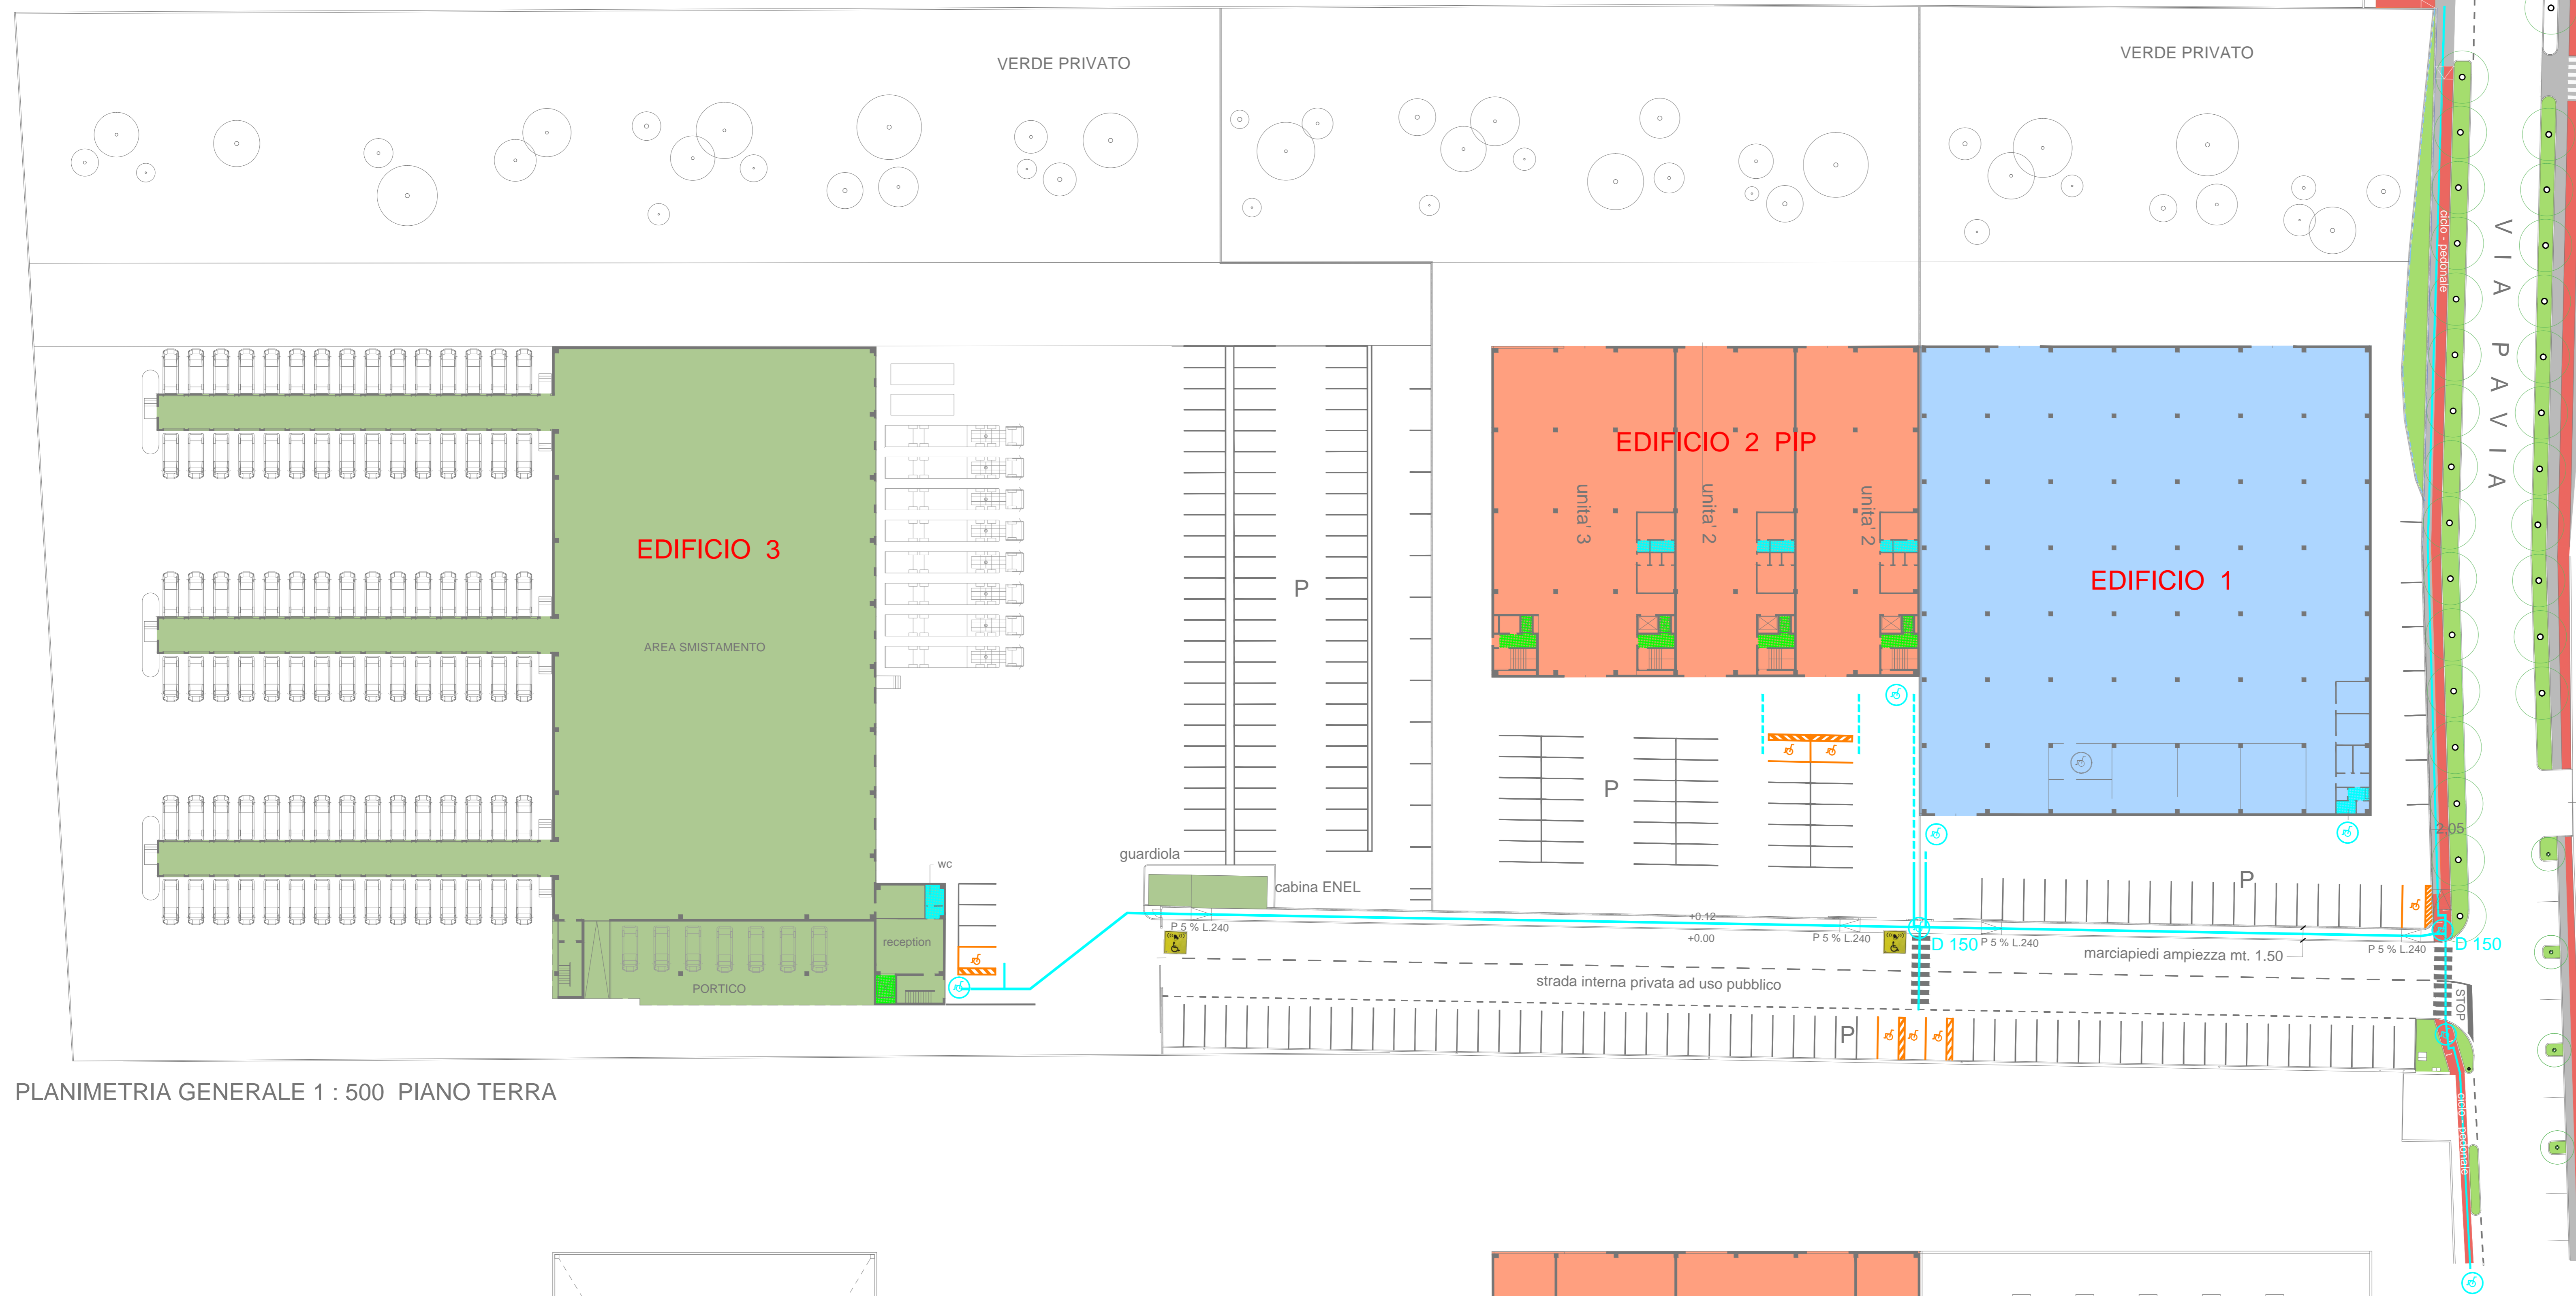 VERDE PRIVATO
VERDE PRIVATO
ciclo - pedonale
VIA PAVIA
EDIFICIO 2 PIP
unita' 3
unita' 2
unita' 2
EDIFICIO 3
EDIFICIO 1
P
AREA SMISTAMENTO
P
2.05
guardiola
wc
cabina ENEL
P
reception
+0.12
P 5 % L.240
+0.00
P 5 % L.240
D 150
P 5 % L.240
marciapiedi ampiezza mt. 1.50
P 5 % L.240
D 150
PORTICO
strada interna privata ad uso pubblico
STOP
P
PLANIMETRIA GENERALE 1 : 500 PIANO TERRA
ciclo - pedonale